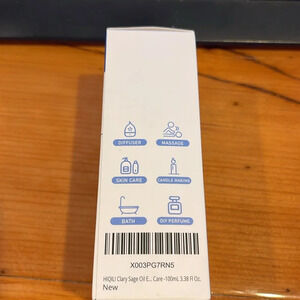 DIFFUSER
MASSAGE
SKIN CARE
CANDLE MAKING
BATH
DIY PERFUME
X003PG7RN5
HIQILI Clary Sage Oil E... Care -100mL 3.38 Fl Oz.
New